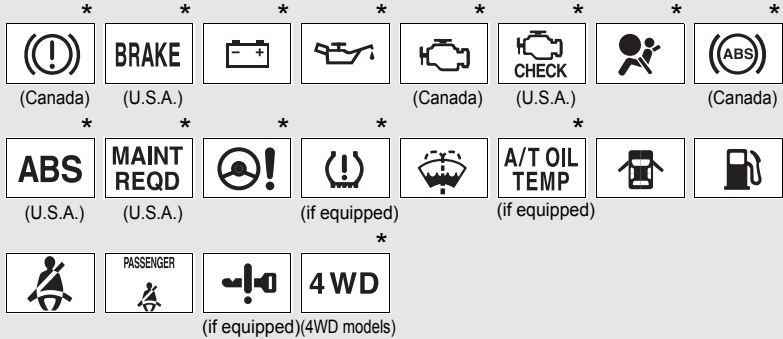 * * * * * * * *
(!) BRAKE - + CHECK (ABS)
(Canada) (U.S.A.) (Canada) (U.S.A.) (Canada)
* * * * *
ABS MAINT REQD ! (!) A/T OIL TEMP
(U.S.A.) (U.S.A.) (if equipped) (if equipped)
*
PASSENGER ! 4WD
(if equipped) (4WD models)